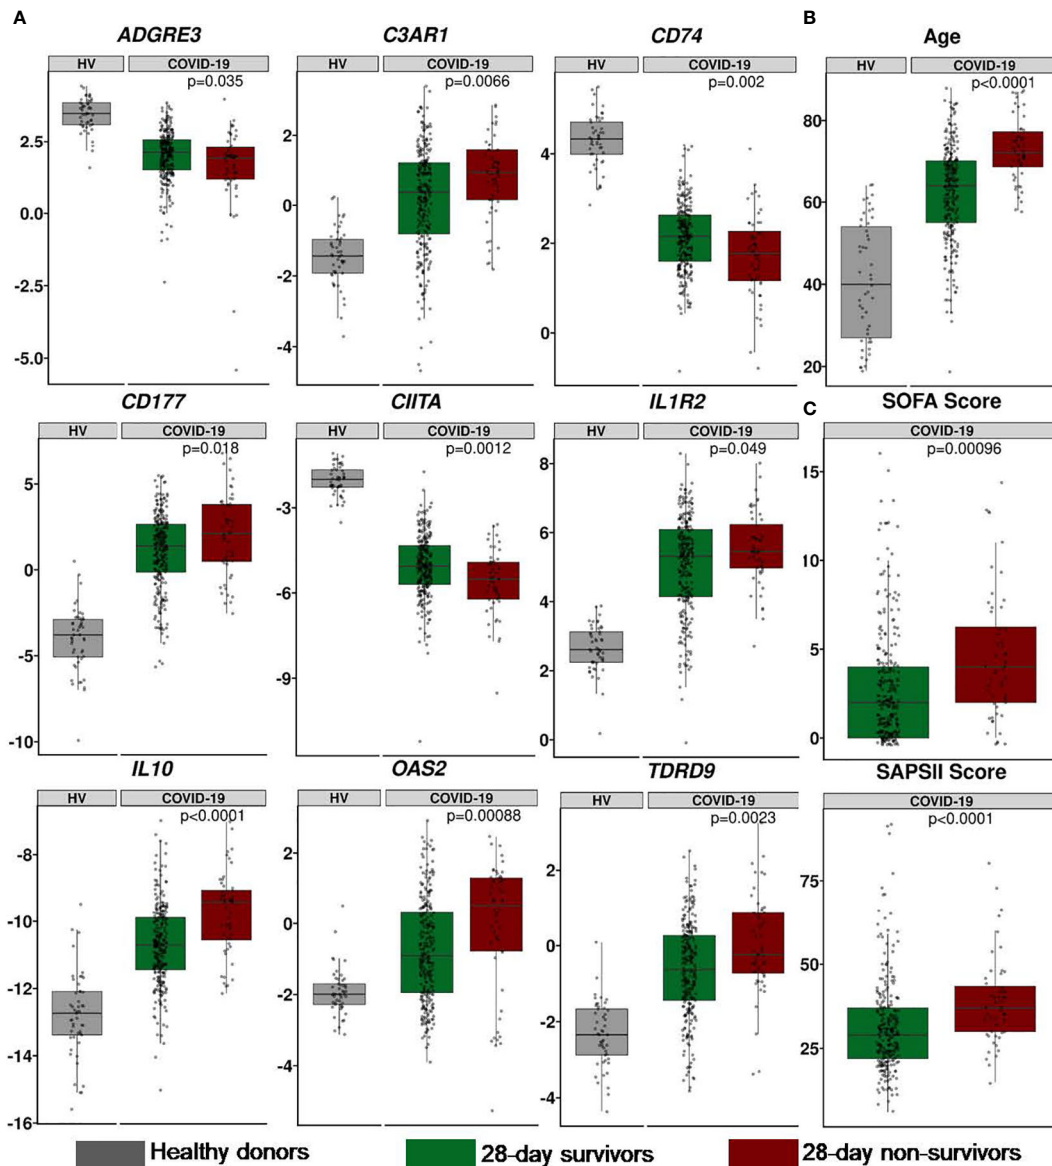 A
B
ADGRE3
C3AR1
CD74
Age
HV
COVID-19
p=0.035
2.5
0.0
-2.5
-5.0
HV
COVID-19
p=0.0066
2
0
-2
-4
HV
COVID-19
p=0.002
4
2
0
HV
COVID-19
p<0.0001
80
60
40
20
C
CD177
CIITA
IL1R2
SOFA Score
HV
COVID-19
p=0.018
5
0
-5
-10
HV
COVID-19
p=0.0012
-3
-6
-9
HV
COVID-19
p=0.049
8
6
4
2
0
COVID-19
p=0.00096
15
10
5
0
IL10
OAS2
TDRD9
SAPSII Score
HV
COVID-19
p<0.0001
-8
-10
-12
-14
-16
HV
COVID-19
p=0.00088
2
0
-2
-4
HV
COVID-19
p=0.0023
2
0
-2
-4
COVID-19
p<0.0001
75
50
25
Healthy donors
28-day survivors
28-day non-survivors